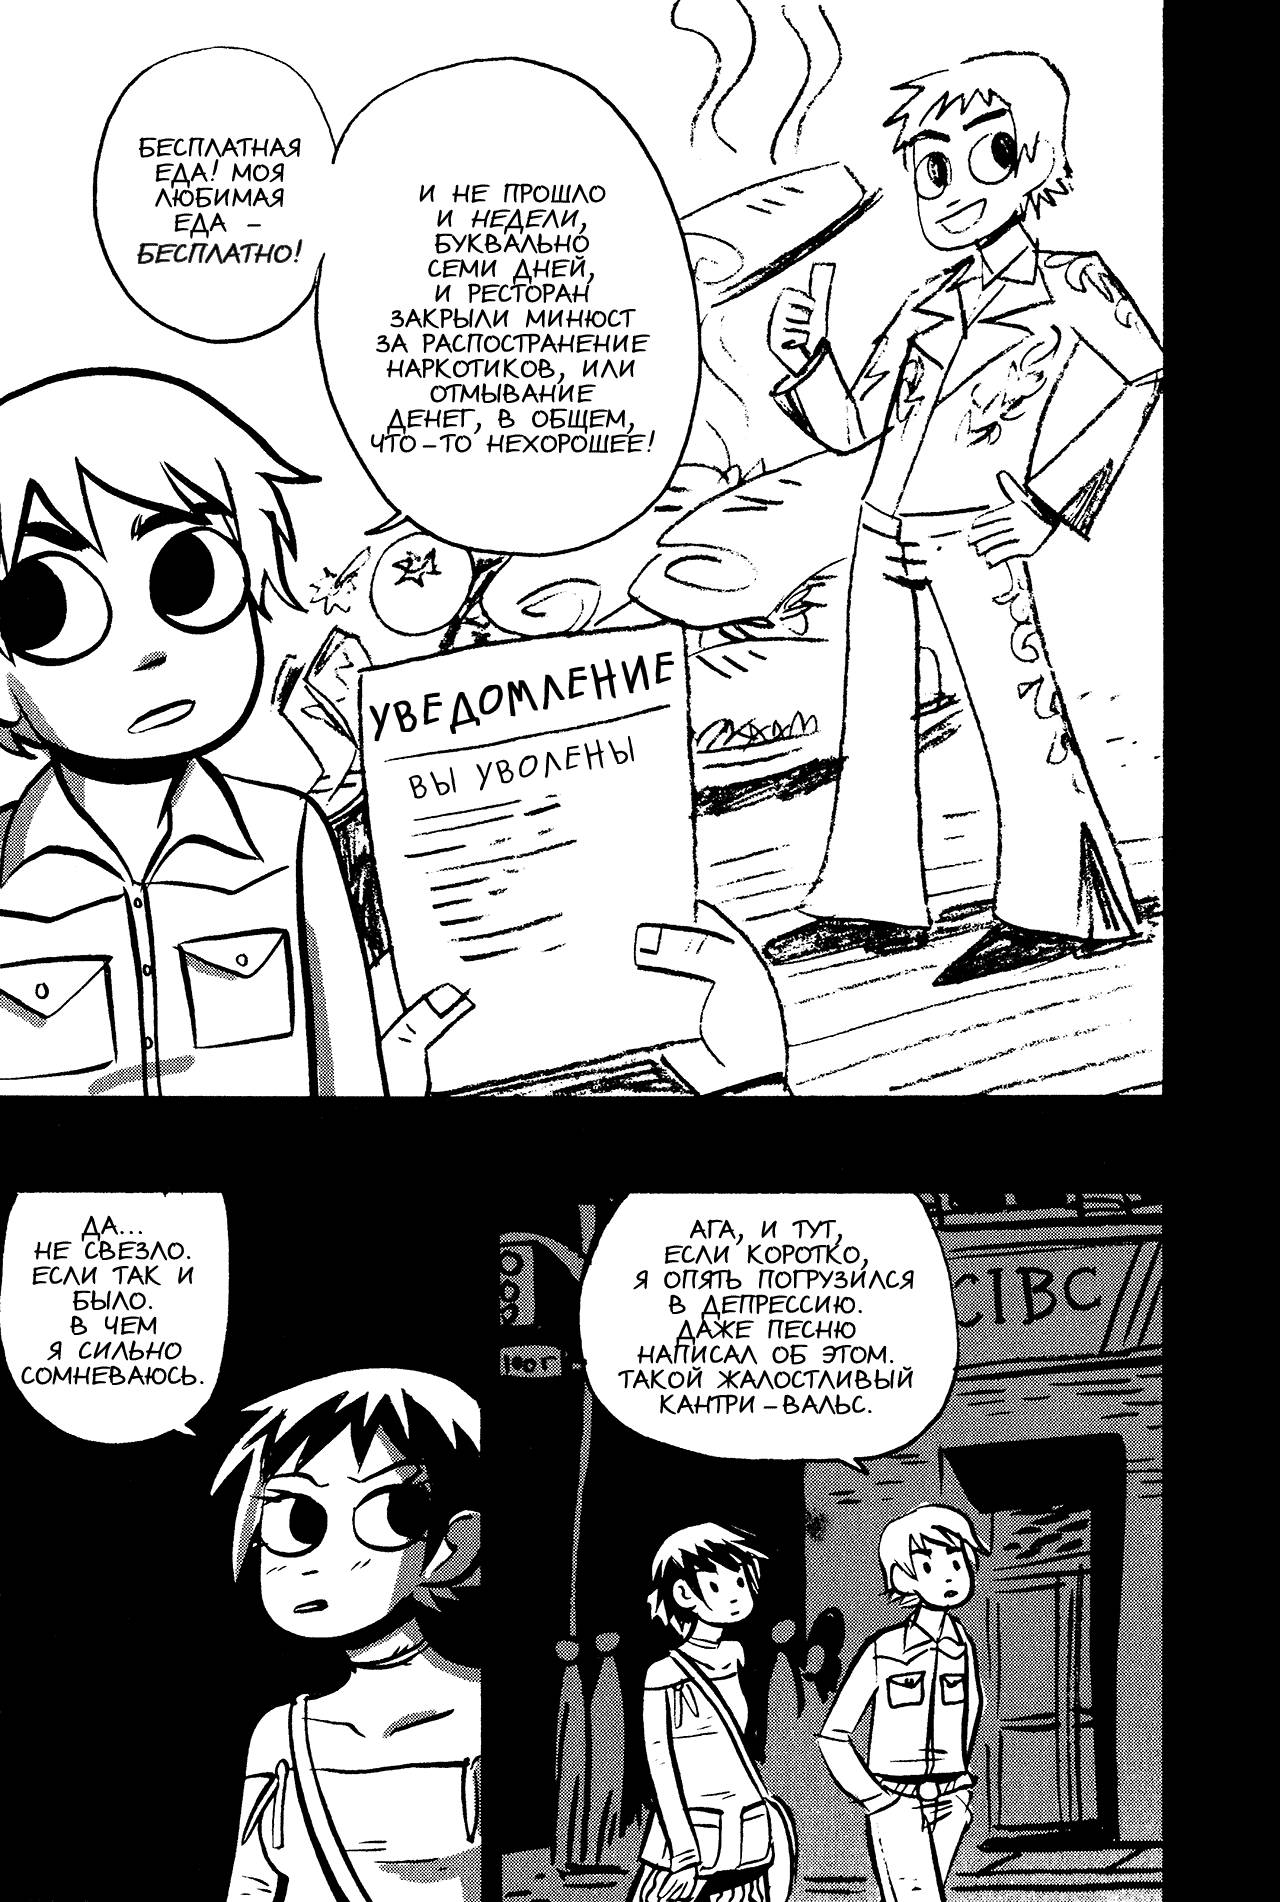 БЕСПЛАТНАЯ
ЕДА! МОЯ
ЛЮБИМАЯ
ЕДА –
БЕСПЛАТНО!
И НЕ ПРОШЛО
И НЕДЕЛИ,
БУКВАЛЬНО
СЕМИ ДНЕЙ,
И РЕСТОРАН
ЗАКРЫЛИ МИНЮСТ
ЗА РАСПОСТРАНЕНИЕ
НАРКОТИКОВ, ИЛИ
ОТМЫВАНИЕ
ДЕНЕГ, В ОБЩЕМ,
ЧТО-ТО НЕХОРОШЕЕ!
УВЕДОМЛЕНИЕ
ВЫ УВОЛЕНЫ
ДА...
НЕ СВЕЗЛО.
ЕСЛИ ТАК И
БЫЛО.
В ЧЕМ
Я СИЛЬНО
СОМНЕВАЮСЬ.
АГА, И ТУТ,
ЕСЛИ КОРОТКО,
Я ОПЯТЬ ПОГРУЗИЛСЯ
В ДЕПРЕССИЮ.
ДАЖЕ ПЕСНЮ
НАПИСАЛ ОБ ЭТОМ.
ТАКОЙ ЖАЛОСТЛИВЫЙ
КАНТРИ-ВАЛЬС.
CIBC